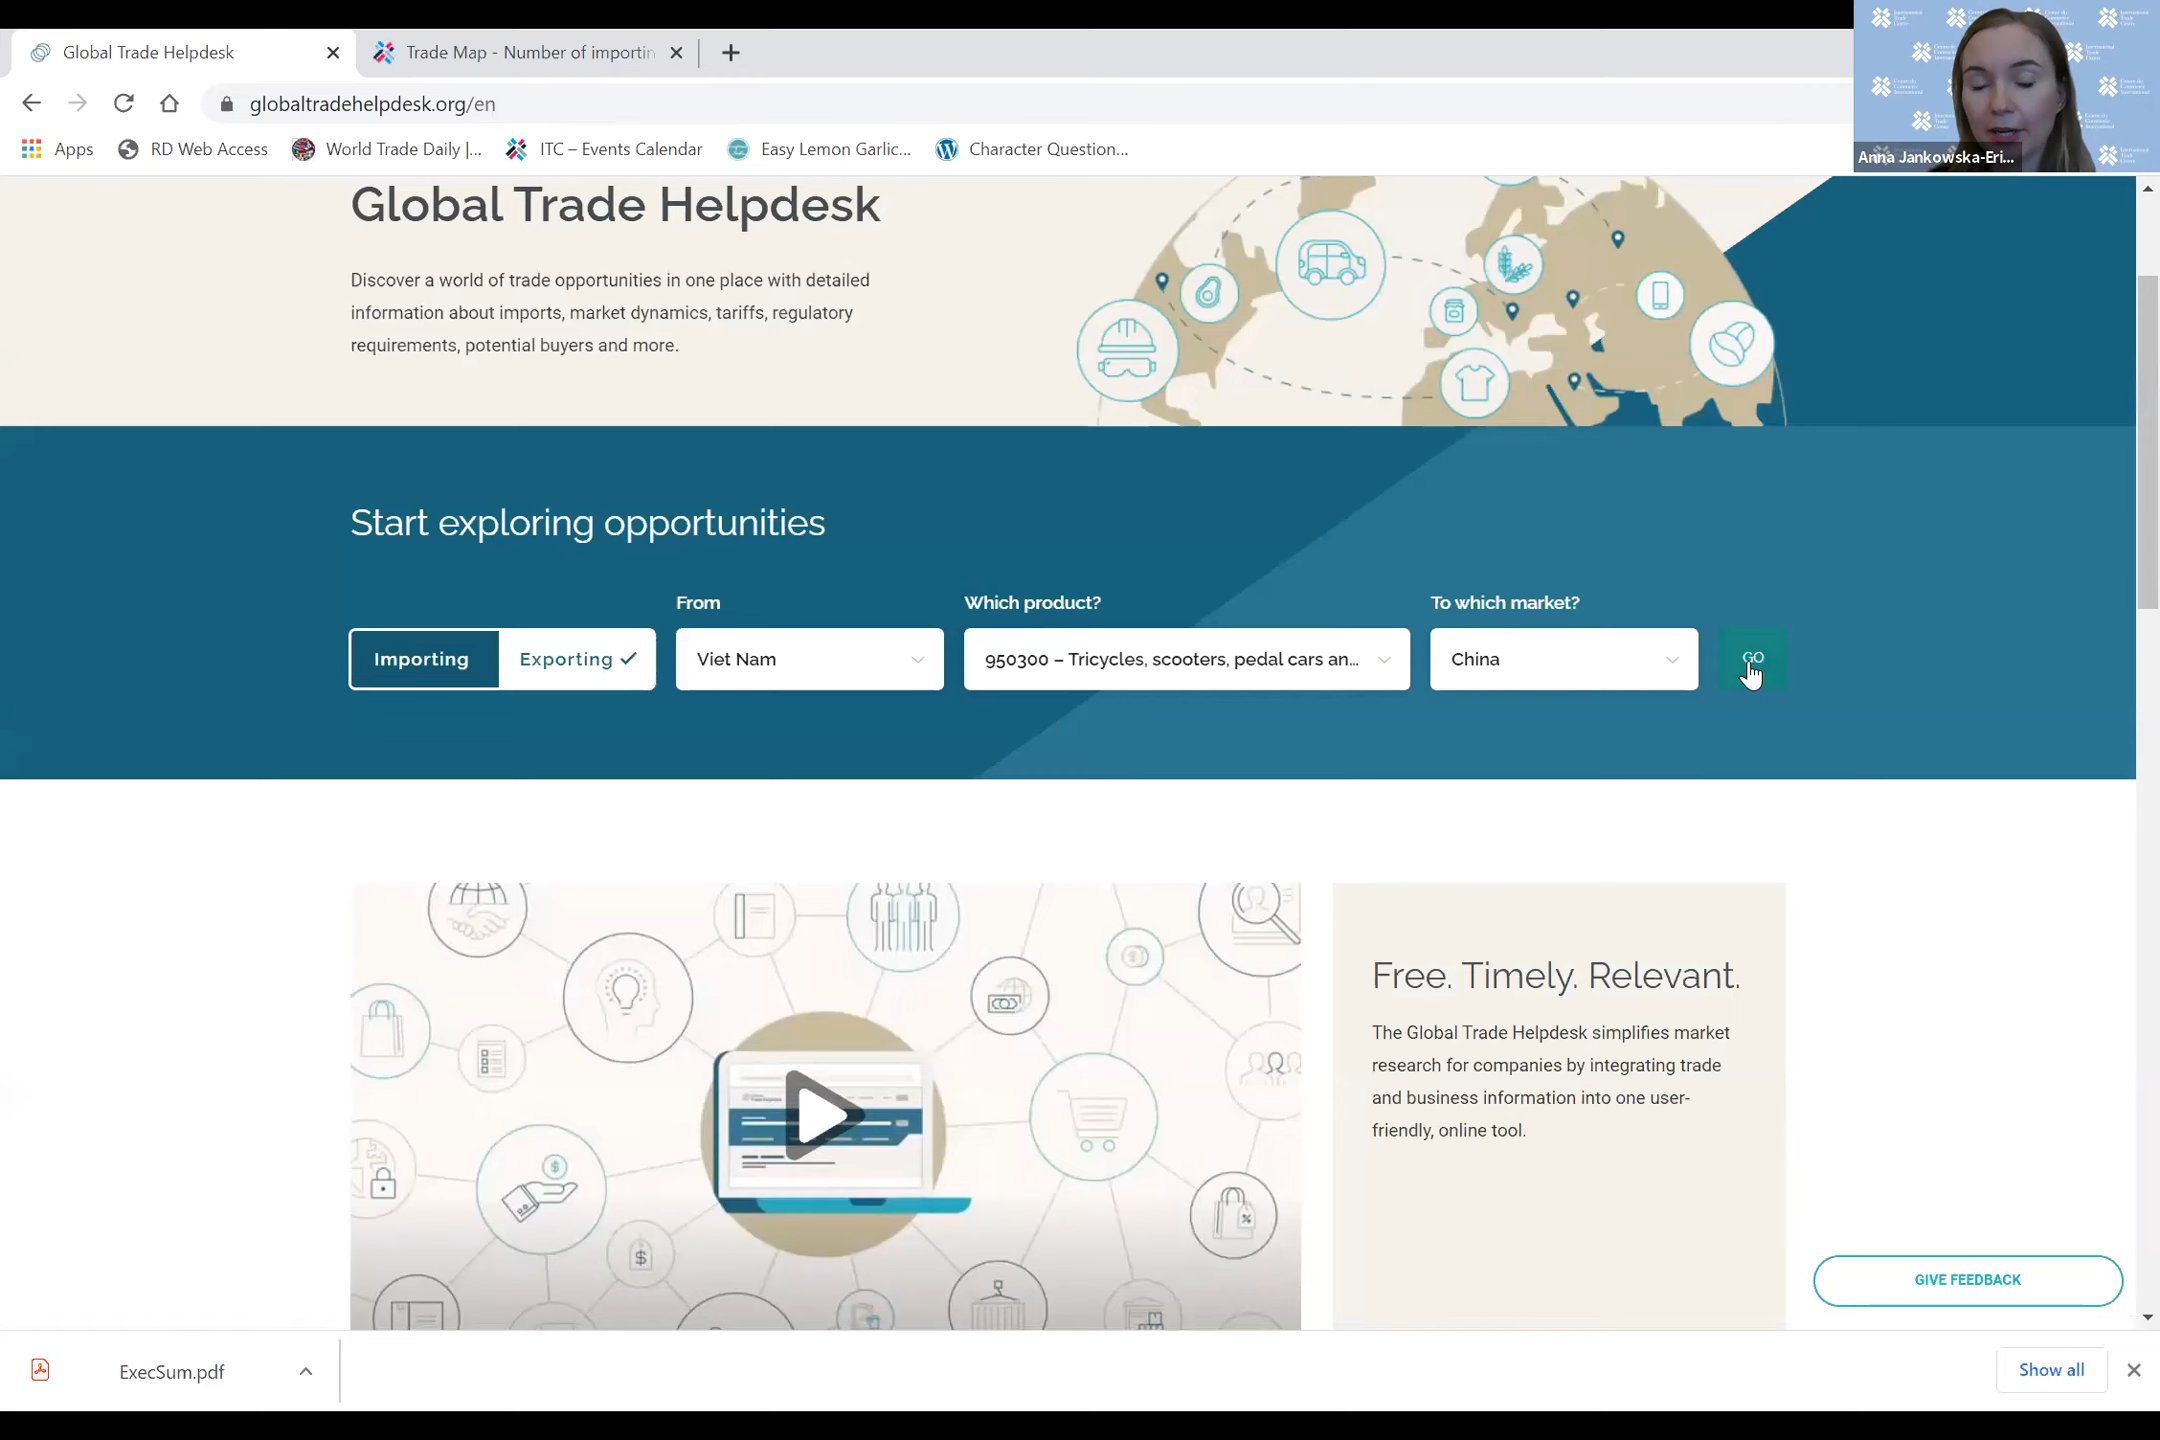 Global Trade Helpdesk
Trade Map - Number of importin
globaltradehelpdesk.org/en
Apps
RD Web Access
World Trade Daily |...
ITC – Events Calendar
Easy Lemon Garlic...
Character Question...
Anna Jankowska-Eri...
Global Trade Helpdesk
Discover a world of trade opportunities in one place with detailed
information about imports, market dynamics, tariffs, regulatory
requirements, potential buyers and more.
Start exploring opportunities
From
Which product?
To which market?
Importing
Exporting
Viet Nam
950300 – Tricycles, scooters, pedal cars an...
China
GO
Free. Timely. Relevant.
The Global Trade Helpdesk simplifies market
research for companies by integrating trade
and business information into one user-
friendly, online tool.
GIVE FEEDBACK
ExecSum.pdf
Show all